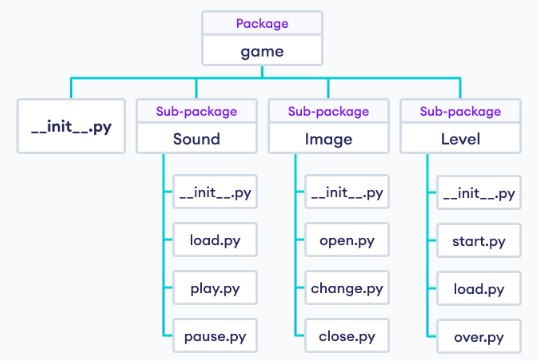 Package
game
__init__.py
Sub-package
Sound
__init__.py
load.py
play.py
pause.py
Sub-package
Image
__init__.py
open.py
change.py
close.py
Sub-package
Level
__init__.py
start.py
load.py
over.py